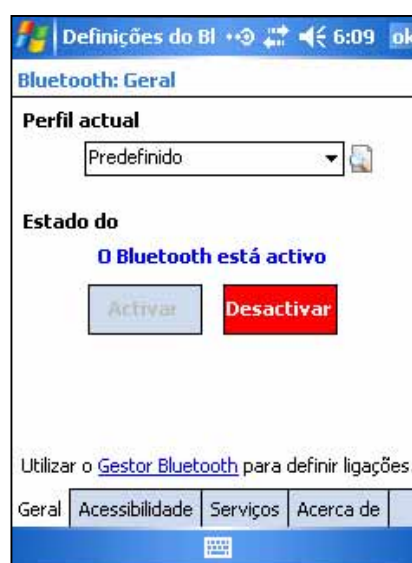 Definições do Bl 6:09 ok
Bluetooth: Geral
Perfil actual
Predefinido
Estado do
O Bluetooth está activo
Activar Desactivar
Utilizar o Gestor Bluetooth para definir ligações.
Geral Acessibilidade Serviços Acerca de